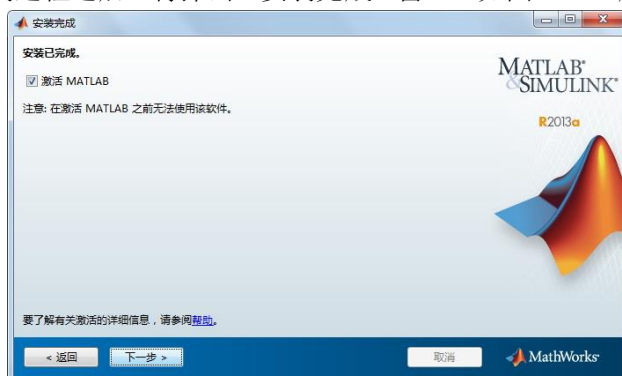 安装完成
安装已完成。
激活 MATLAB
注意: 在激活 MATLAB 之前无法使用该软件。
MATLAB®
&SIMULINK®
R2013a
要了解有关激活的详细信息，请参阅帮助。
< 返回
下一步 >
取消
MathWorks®